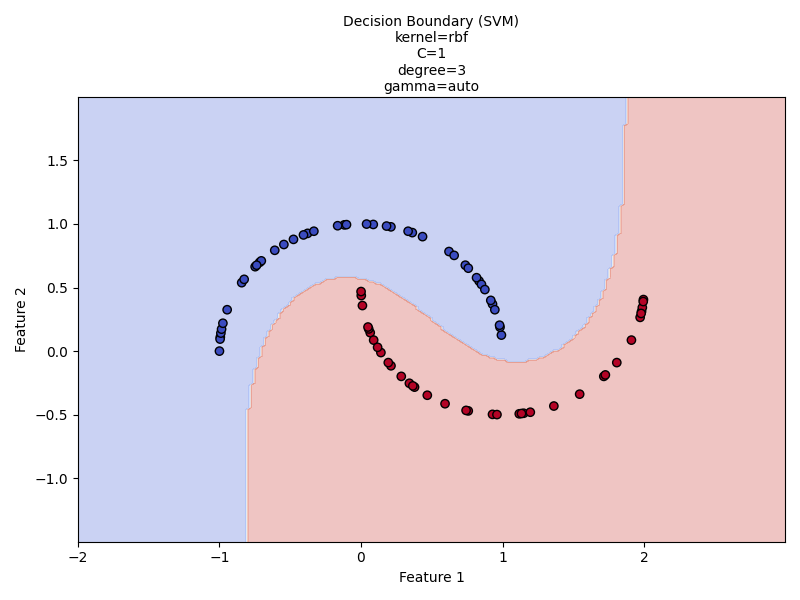 Decision Boundary (SVM)
kernel=rbf
C=1
degree=3
gamma=auto
1.5
1.0
0.5
0.0
−0.5
−1.0
Feature 2
−2
−1
0
1
2
Feature 1